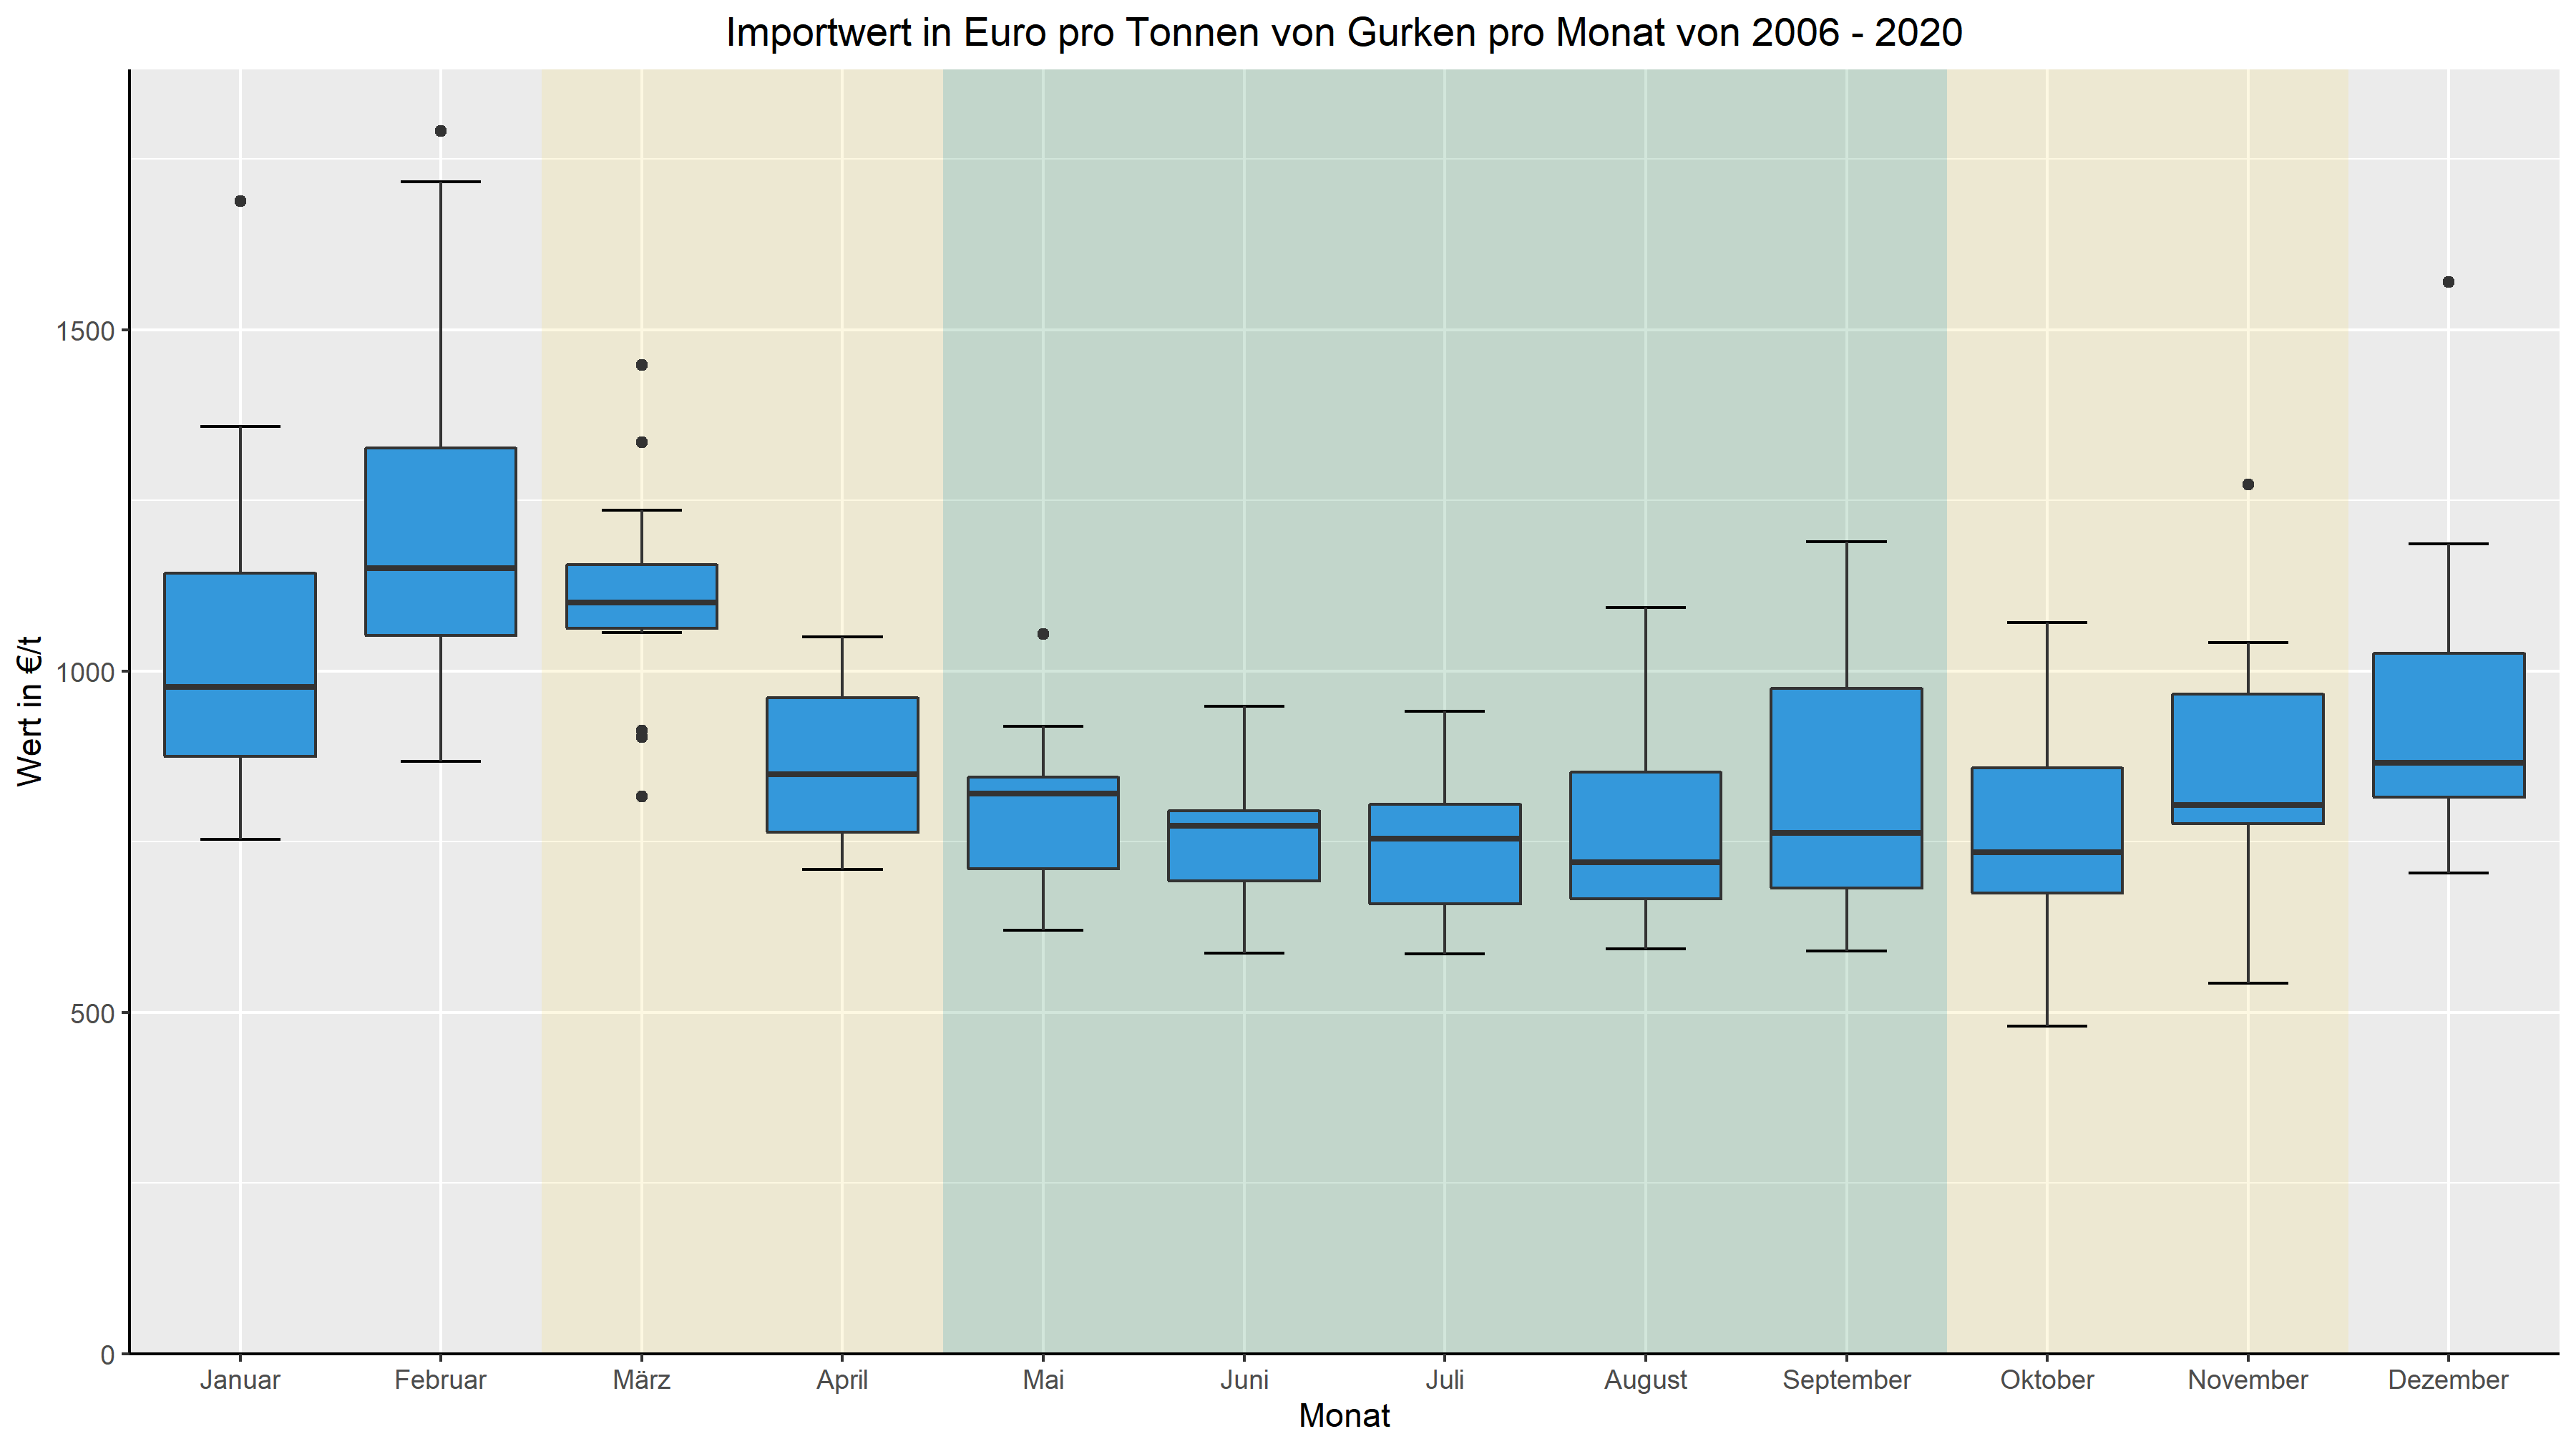 Importwert in Euro pro Tonnen von Gurken pro Monat von 2006 - 2020
Wert in €/t
1500
1000
500
0
Januar Februar März April Mai Juni Juli August September Oktober November Dezember
Monat